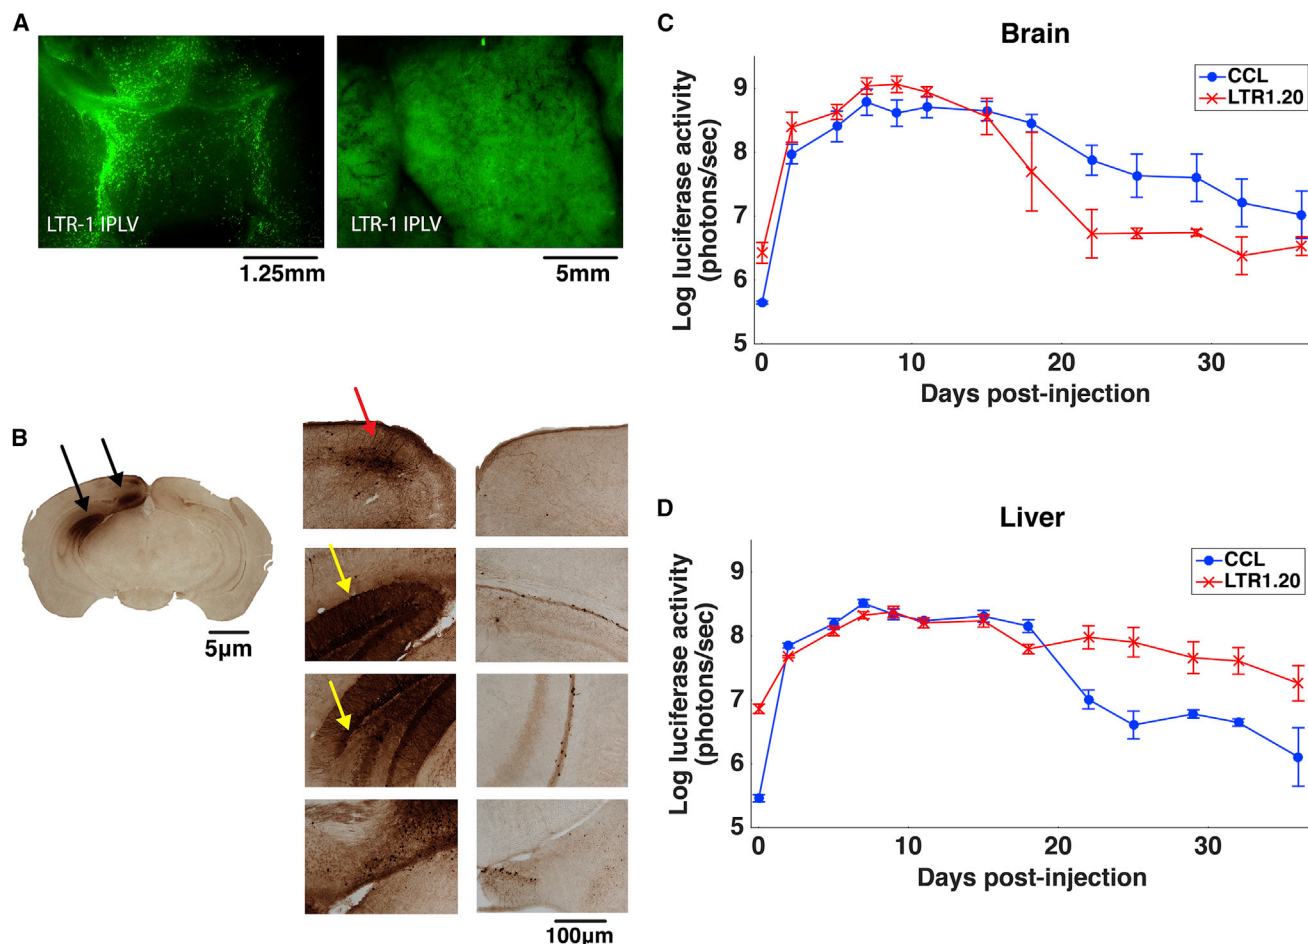 A
LTR-1 IPLV
1.25mm
LTR-1 IPLV
5mm
B
5µm
100µm
C
Brain
CCL
LTR1.20
Log luciferase activity
(photons/sec)
9
8
7
6
5
0
10
20
30
Days post-injection
D
Liver
CCL
LTR1.20
Log luciferase activity
(photons/sec)
9
8
7
6
5
0
10
20
30
Days post-injection